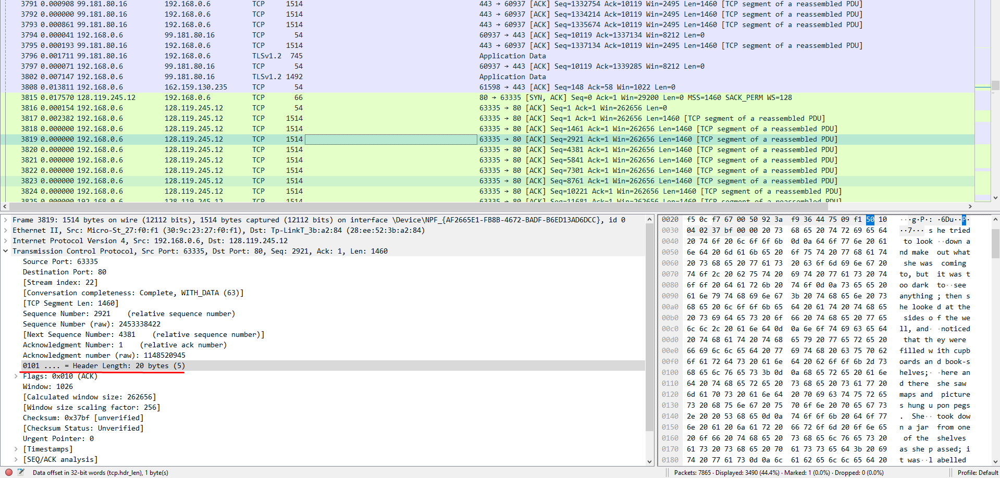 3791 0.000908 99.181.80.16 192.168.0.6 TCP 1514 443 → 60937 [ACK] Seq=1332754 Ack=10119 Win=2495 Len=1460 [TCP segment of a reassembled PDU]
3792 0.000000 99.181.80.16 192.168.0.6 TCP 1514 443 → 60937 [ACK] Seq=1334214 Ack=10119 Win=2495 Len=1460 [TCP segment of a reassembled PDU]
3793 0.000861 99.181.80.16 192.168.0.6 TCP 1514 443 → 60937 [ACK] Seq=1335674 Ack=10119 Win=2495 Len=1460 [TCP segment of a reassembled PDU]
3794 0.000041 192.168.0.6 99.181.80.16 TCP 54 60937 → 443 [ACK] Seq=10119 Ack=1337134 Win=8212 Len=0
3795 0.000193 99.181.80.16 192.168.0.6 TCP 1514 443 → 60937 [ACK] Seq=1337134 Ack=10119 Win=2495 Len=1460 [TCP segment of a reassembled PDU]
3796 0.001711 99.181.80.16 192.168.0.6 TLSv1.2 745 Application Data
3797 0.000071 192.168.0.6 99.181.80.16 TCP 54 60937 → 443 [ACK] Seq=10119 Ack=1339285 Win=8212 Len=0
3802 0.007147 192.168.0.6 99.181.80.16 TLSv1.2 1492 Application Data
3808 0.013811 192.168.0.6 162.159.130.235 TCP 54 61598 → 443 [ACK] Seq=148 Ack=58 Win=1022 Len=0
3815 0.017570 128.119.245.12 192.168.0.6 TCP 66 80 → 63335 [SYN, ACK] Seq=0 Ack=1 Win=29200 Len=0 MSS=1460 SACK_PERM WS=128
3816 0.000154 192.168.0.6 128.119.245.12 TCP 54 63335 → 80 [ACK] Seq=1 Ack=1 Win=262656 Len=0
3817 0.002382 192.168.0.6 128.119.245.12 TCP 1514 63335 → 80 [ACK] Seq=1 Ack=1 Win=262656 Len=1460 [TCP segment of a reassembled PDU]
3818 0.000000 192.168.0.6 128.119.245.12 TCP 1514 63335 → 80 [ACK] Seq=1461 Ack=1 Win=262656 Len=1460 [TCP segment of a reassembled PDU]
3819 0.000000 192.168.0.6 128.119.245.12 TCP 1514 63335 → 80 [ACK] Seq=2921 Ack=1 Win=262656 Len=1460 [TCP segment of a reassembled PDU]
3820 0.000000 192.168.0.6 128.119.245.12 TCP 1514 63335 → 80 [ACK] Seq=4381 Ack=1 Win=262656 Len=1460 [TCP segment of a reassembled PDU]
3821 0.000000 192.168.0.6 128.119.245.12 TCP 1514 63335 → 80 [ACK] Seq=5841 Ack=1 Win=262656 Len=1460 [TCP segment of a reassembled PDU]
3822 0.000000 192.168.0.6 128.119.245.12 TCP 1514 63335 → 80 [ACK] Seq=7301 Ack=1 Win=262656 Len=1460 [TCP segment of a reassembled PDU]
3823 0.000000 192.168.0.6 128.119.245.12 TCP 1514 63335 → 80 [ACK] Seq=8761 Ack=1 Win=262656 Len=1460 [TCP segment of a reassembled PDU]
3824 0.000000 192.168.0.6 128.119.245.12 TCP 1514 63335 → 80 [ACK] Seq=10221 Ack=1 Win=262656 Len=1460 [TCP segment of a reassembled PDU]
3825 0.000000 192.168.0.6 128.119.245.12 TCP 1514 63335 → 80 [ACK] Seq=11681 Ack=1 Win=262656 Len=1460 [TCP segment of a reassembled PDU]
Frame 3819: 1514 bytes on wire (12112 bits), 1514 bytes captured (12112 bits) on interface \Device\NPF_{AF2665E1-FB8B-4672-BADF-B6ED13AD6DCC}, id 0
Ethernet II, Src: Micro-St_27:f0:f1 (30:9c:23:27:f0:f1), Dst: Tp-LinkT_3b:a2:84 (28:ee:52:3b:a2:84)
Internet Protocol Version 4, Src: 192.168.0.6, Dst: 128.119.245.12
Transmission Control Protocol, Src Port: 63335, Dst Port: 80, Seq: 2921, Ack: 1, Len: 1460
Source Port: 63335
Destination Port: 80
[Stream index: 22]
[Conversation completeness: Complete, WITH_DATA (63)]
[TCP Segment Len: 1460]
Sequence Number: 2921 (relative sequence number)
Sequence Number (raw): 2453338422
[Next Sequence Number: 4381 (relative sequence number)]
Acknowledgment Number: 1 (relative ack number)
Acknowledgment number (raw): 1148520945
0101 .... = Header Length: 20 bytes (5)
Flags: 0x010 (ACK)
Window: 1026
[Calculated window size: 262656]
[Window size scaling factor: 256]
Checksum: 0x37bf [unverified]
[Checksum Status: Unverified]
Urgent Pointer: 0
[Timestamps]
[SEQ/ACK analysis]
0020 f5 0c f7 67 00 50 92 3a f9 36 44 75 09 f1 50 10 ···g·P·: ·6Du··P·
0030 04 02 37 bf 00 00 20 73 68 65 20 74 72 69 65 64 ··7··· s he tried
0040 20 74 6f 20 6c 6f 6f 6b 0d 0a 64 6f 77 6e 20 61 to look ··down a
0050 6e 64 20 6d 61 6b 65 20 6f 75 74 20 77 68 61 74 nd make out what
0060 20 73 68 65 20 77 61 73 20 63 6f 6d 69 6e 67 20 she was coming
0070 74 6f 2c 20 62 75 74 20 69 74 20 77 61 73 20 74 to, but it was t
0080 6f 6f 20 64 61 72 6b 20 74 6f 0d 0a 73 65 65 20 oo dark to··see
0090 61 6e 79 74 68 69 6e 67 3b 20 74 68 65 6e 20 73 anything ; then s
00a0 68 65 20 6c 6f 6f 6b 65 64 20 61 74 20 74 68 65 he looke d at the
00b0 20 73 69 64 65 73 20 6f 66 20 74 68 65 20 77 65 sides o f the we
00c0 6c 6c 2c 20 61 6e 64 0d 0a 6e 6f 74 69 63 65 64 ll, and· ·noticed
00d0 20 74 68 61 74 20 74 68 65 79 20 77 65 72 65 20 that th ey were
00e0 66 69 6c 6c 65 64 20 77 69 74 68 20 63 75 70 62 filled w ith cupb
00f0 6f 61 72 64 73 20 61 6e 64 20 62 6f 6f 6b 2d 73 oards an d book-s
0100 68 65 6c 76 65 73 3b 0d 0a 68 65 72 65 20 61 6e helves;· ·here an
0110 64 20 74 68 65 72 65 20 73 68 65 20 73 61 77 20 d there she saw
0120 6d 61 70 73 20 61 6e 64 20 70 69 63 74 75 72 65 maps and picture
0130 73 20 68 75 6e 67 20 75 70 6f 6e 20 70 65 67 73 s hung u pon pegs
0140 2e 20 20 53 68 65 0d 0a 74 6f 6f 6b 20 64 6f 77 . She·· took dow
0150 6e 20 61 20 6a 61 72 20 66 72 6f 6d 20 6f 6e 65 n a jar from one
0160 20 6f 66 20 74 68 65 20 73 68 65 6c 76 65 73 20 of the shelves
0170 61 73 20 73 68 65 20 70 61 73 73 65 64 3b 20 69 as she p assed; i
0180 74 20 77 61 73 0d 0a 6c 61 62 65 6c 6c 65 64 20 t was··l abelled
Data offset in 32-bit words (tcp.hdr_len), 1 byte(s)
Packets: 7865 · Displayed: 3490 (44.4%) · Marked: 1 (0.0%) · Dropped: 0 (0.0%)
Profile: Default